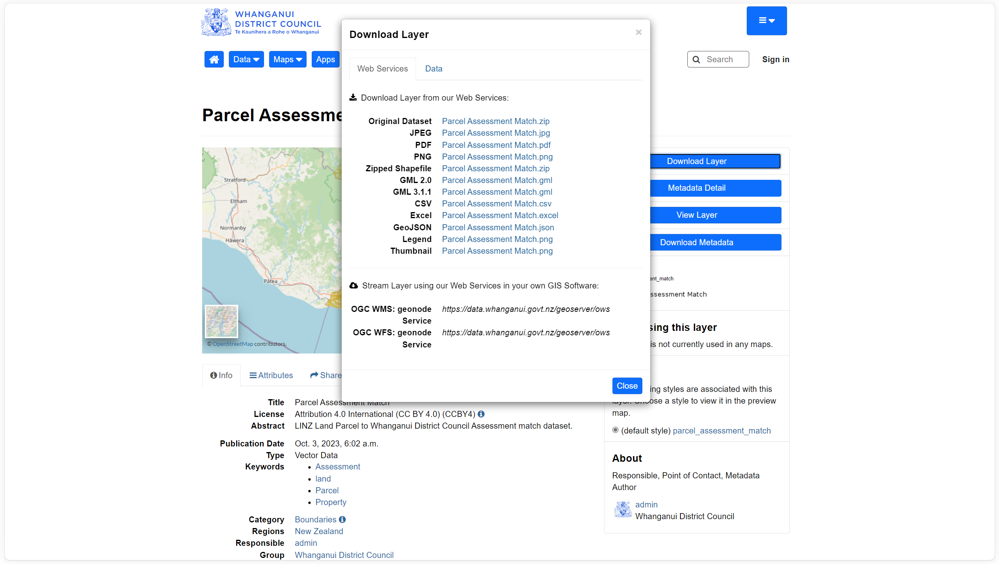 WHANGANUI
DISTRICT COUNCIL
Te Kaunihera a Rohe o Whanganui
Data
Maps
Apps
Search
Sign in
Download Layer
×
Web Services
Data
Download Layer from our Web Services:
Original Dataset Parcel Assessment Match.zip
JPEG Parcel Assessment Match.jpg
PDF Parcel Assessment Match.pdf
PNG Parcel Assessment Match.png
Zipped Shapefile Parcel Assessment Match.zip
GML 2.0 Parcel Assessment Match.gml
GML 3.1.1 Parcel Assessment Match.gml
CSV Parcel Assessment Match.csv
Excel Parcel Assessment Match.excel
GeoJSON Parcel Assessment Match.json
Legend Parcel Assessment Match.png
Thumbnail Parcel Assessment Match.png
Stream Layer using our Web Services in your own GIS Software:
OGC WMS: geonode https://data.whanganui.govt.nz/geoserver/ows
Service
OGC WFS: geonode https://data.whanganui.govt.nz/geoserver/ows
Service
Close
Parcel Assessme
Stratford
Eltham
Normanby
Hāwera
Pātea
© OpenStreetMap contributors.
Info
Attributes
Share
Title Parcel Assessment Match
License Attribution 4.0 International (CC BY 4.0) (CCBY4)
Abstract LINZ Land Parcel to Whanganui District Council Assessment match dataset.
Publication Date Oct. 3, 2023, 6:02 a.m.
Type Vector Data
Keywords
• Assessment
• land
• Parcel
• Property
Category Boundaries
Regions New Zealand
Responsible admin
Group Whanganui District Council
Download Layer
Metadata Detail
View Layer
Download Metadata
ent_match
ssessment Match
sing this layer
is not currently used in any maps.
ing styles are associated with this
layer. Choose a style to view it in the preview
map.
(default style) parcel_assessment_match
About
Responsible, Point of Contact, Metadata
Author
admin
Whanganui District Council